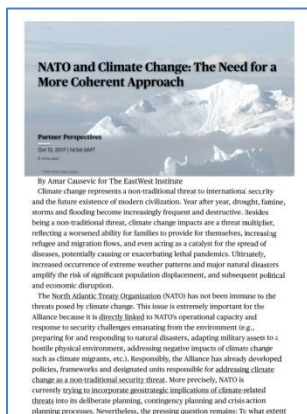 NATO and Climate Change: The Need for a
More Coherent Approach
Partner Perspectives
Oct 15, 2017 | 14:54 GMT
By Amar Causevic for The EastWest Institute
Climate change represents a non-traditional threat to international security
and the future existence of modern civilization. Year after year, drought, famine,
storms and flooding become increasingly frequent and destructive. Besides
being a non-traditional threat, climate change impacts are a threat multiplier,
reflecting a worsened ability for families to provide for themselves, increasing
refugee and migration flows, and even acting as a catalyst for the spread of
diseases, potentially causing or exacerbating lethal pandemics. Ultimately,
increased occurrence of extreme weather patterns and major natural disasters
amplify the risk of significant population displacement, and subsequent political
and economic disruption.
The North Atlantic Treaty Organization (NATO) has not been immune to the
threats posed by climate change. This issue is extremely important for the
Alliance because it is directly linked to NATO's operational capacity and
response to security challenges emanating from the environment (e.g.,
preparing for and responding to natural disasters, adapting military assets to a
hostile physical environment, addressing negative impacts of climate change
such as climate migrants, etc.). Responsibly, the Alliance has already developed
policies, frameworks and designated units responsible for addressing climate
change as a non-traditional security threat. More precisely, NATO is
currently trying to incorporate geostrategic implications of climate-related
threats into its deliberate planning, contingency planning and crisis action
planning processes. Nevertheless, the pressing question remains: To what extent